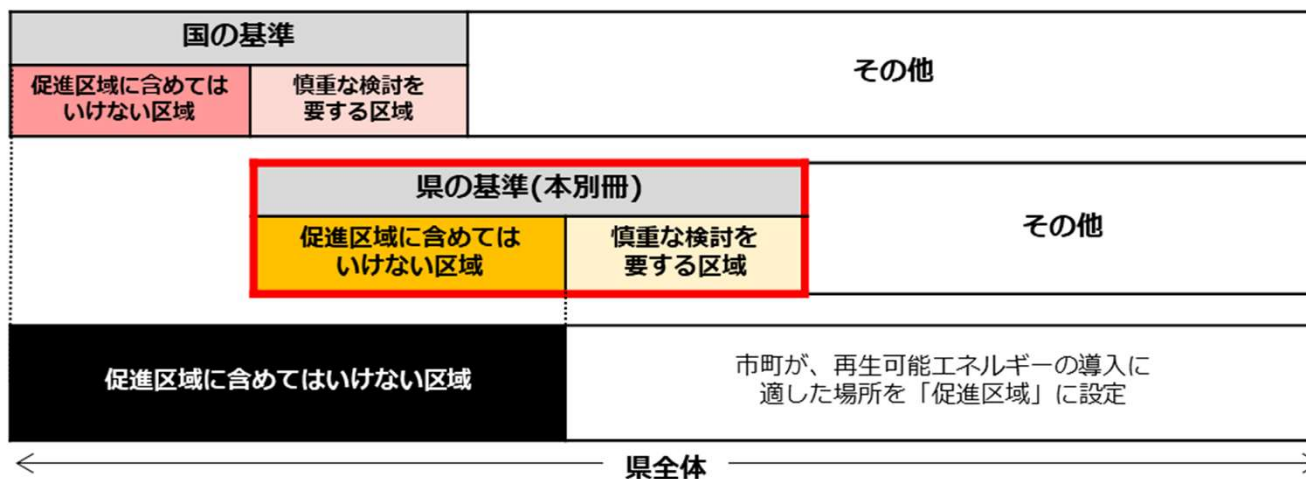 国の基準
その他
促進区域に含めては
いけない区域
慎重な検討を
要する区域
県の基準(本別冊)
その他
促進区域に含めては
いけない区域
慎重な検討を
要する区域
促進区域に含めてはいけない区域
市町が、再生可能エネルギーの導入に
適した場所を「促進区域」に設定
県全体